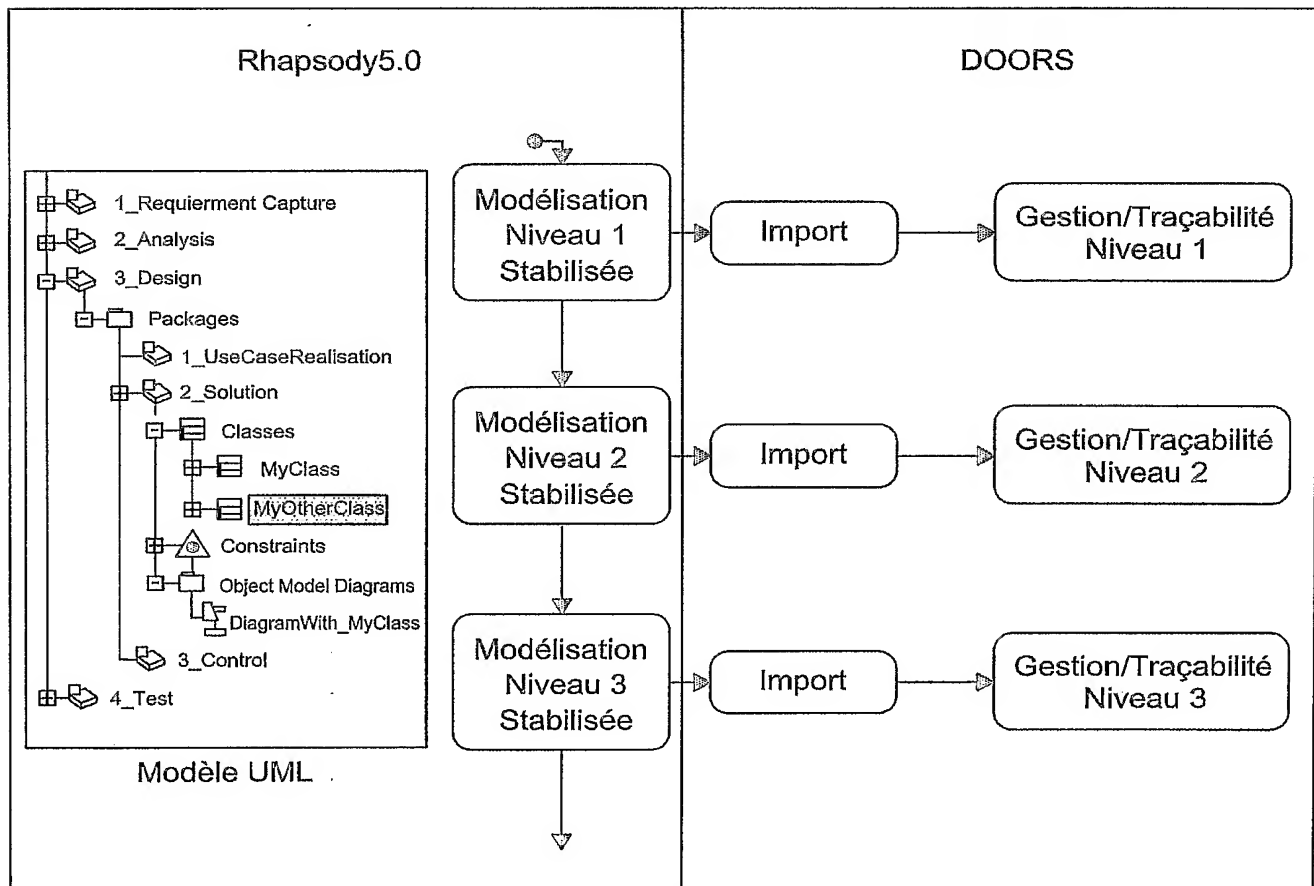 Rhapsody5.0
DOORS
1_Requierment Capture
2_Analysis
3_Design
Packages
1_UseCaseRealisation
2_Solution
Classes
MyClass
MyOtherClass
Constraints
Object Model Diagrams
DiagramWith_MyClass
3_Control
4_Test
Modèle UML
Modélisation
Niveau 1
Stabilisée
Import
Gestion/Traçabilité
Niveau 1
Modélisation
Niveau 2
Stabilisée
Import
Gestion/Traçabilité
Niveau 2
Modélisation
Niveau 3
Stabilisée
Import
Gestion/Traçabilité
Niveau 3